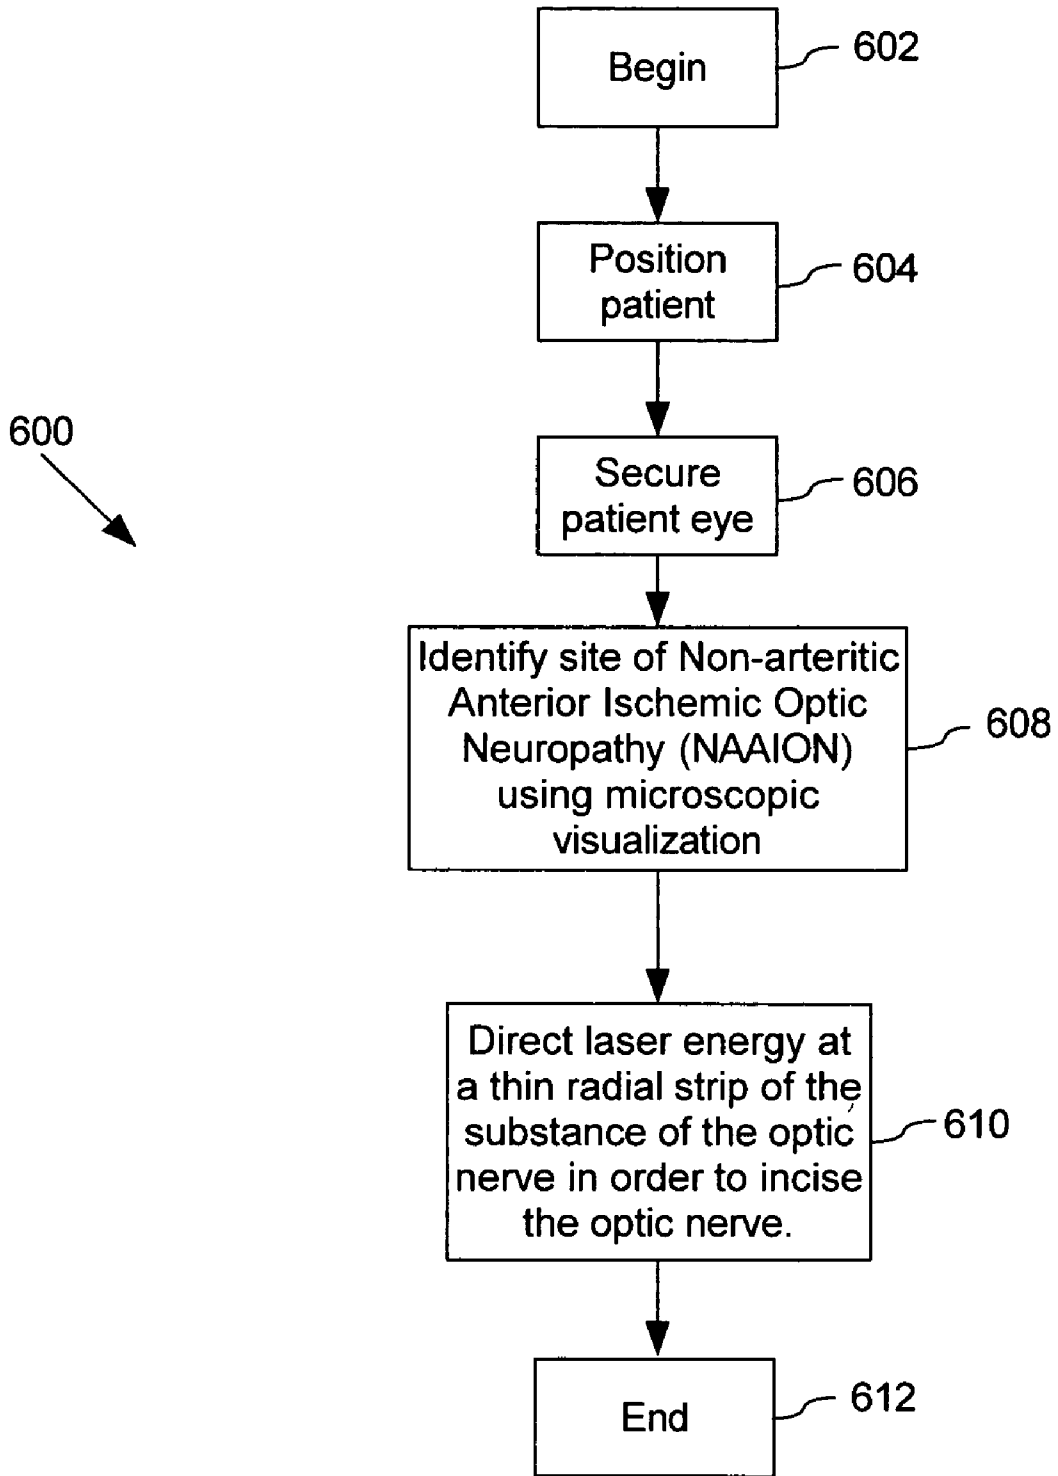 Begin
602
Position
patient
604
600
Secure
patient eye
606
Identify site of Non-arteritic
Anterior Ischemic Optic
Neuropathy (NAAION)
using microscopic
visualization
608
Direct laser energy at
a thin radial strip of the
substance of the optic
nerve in order to incise
the optic nerve.
610
End
612